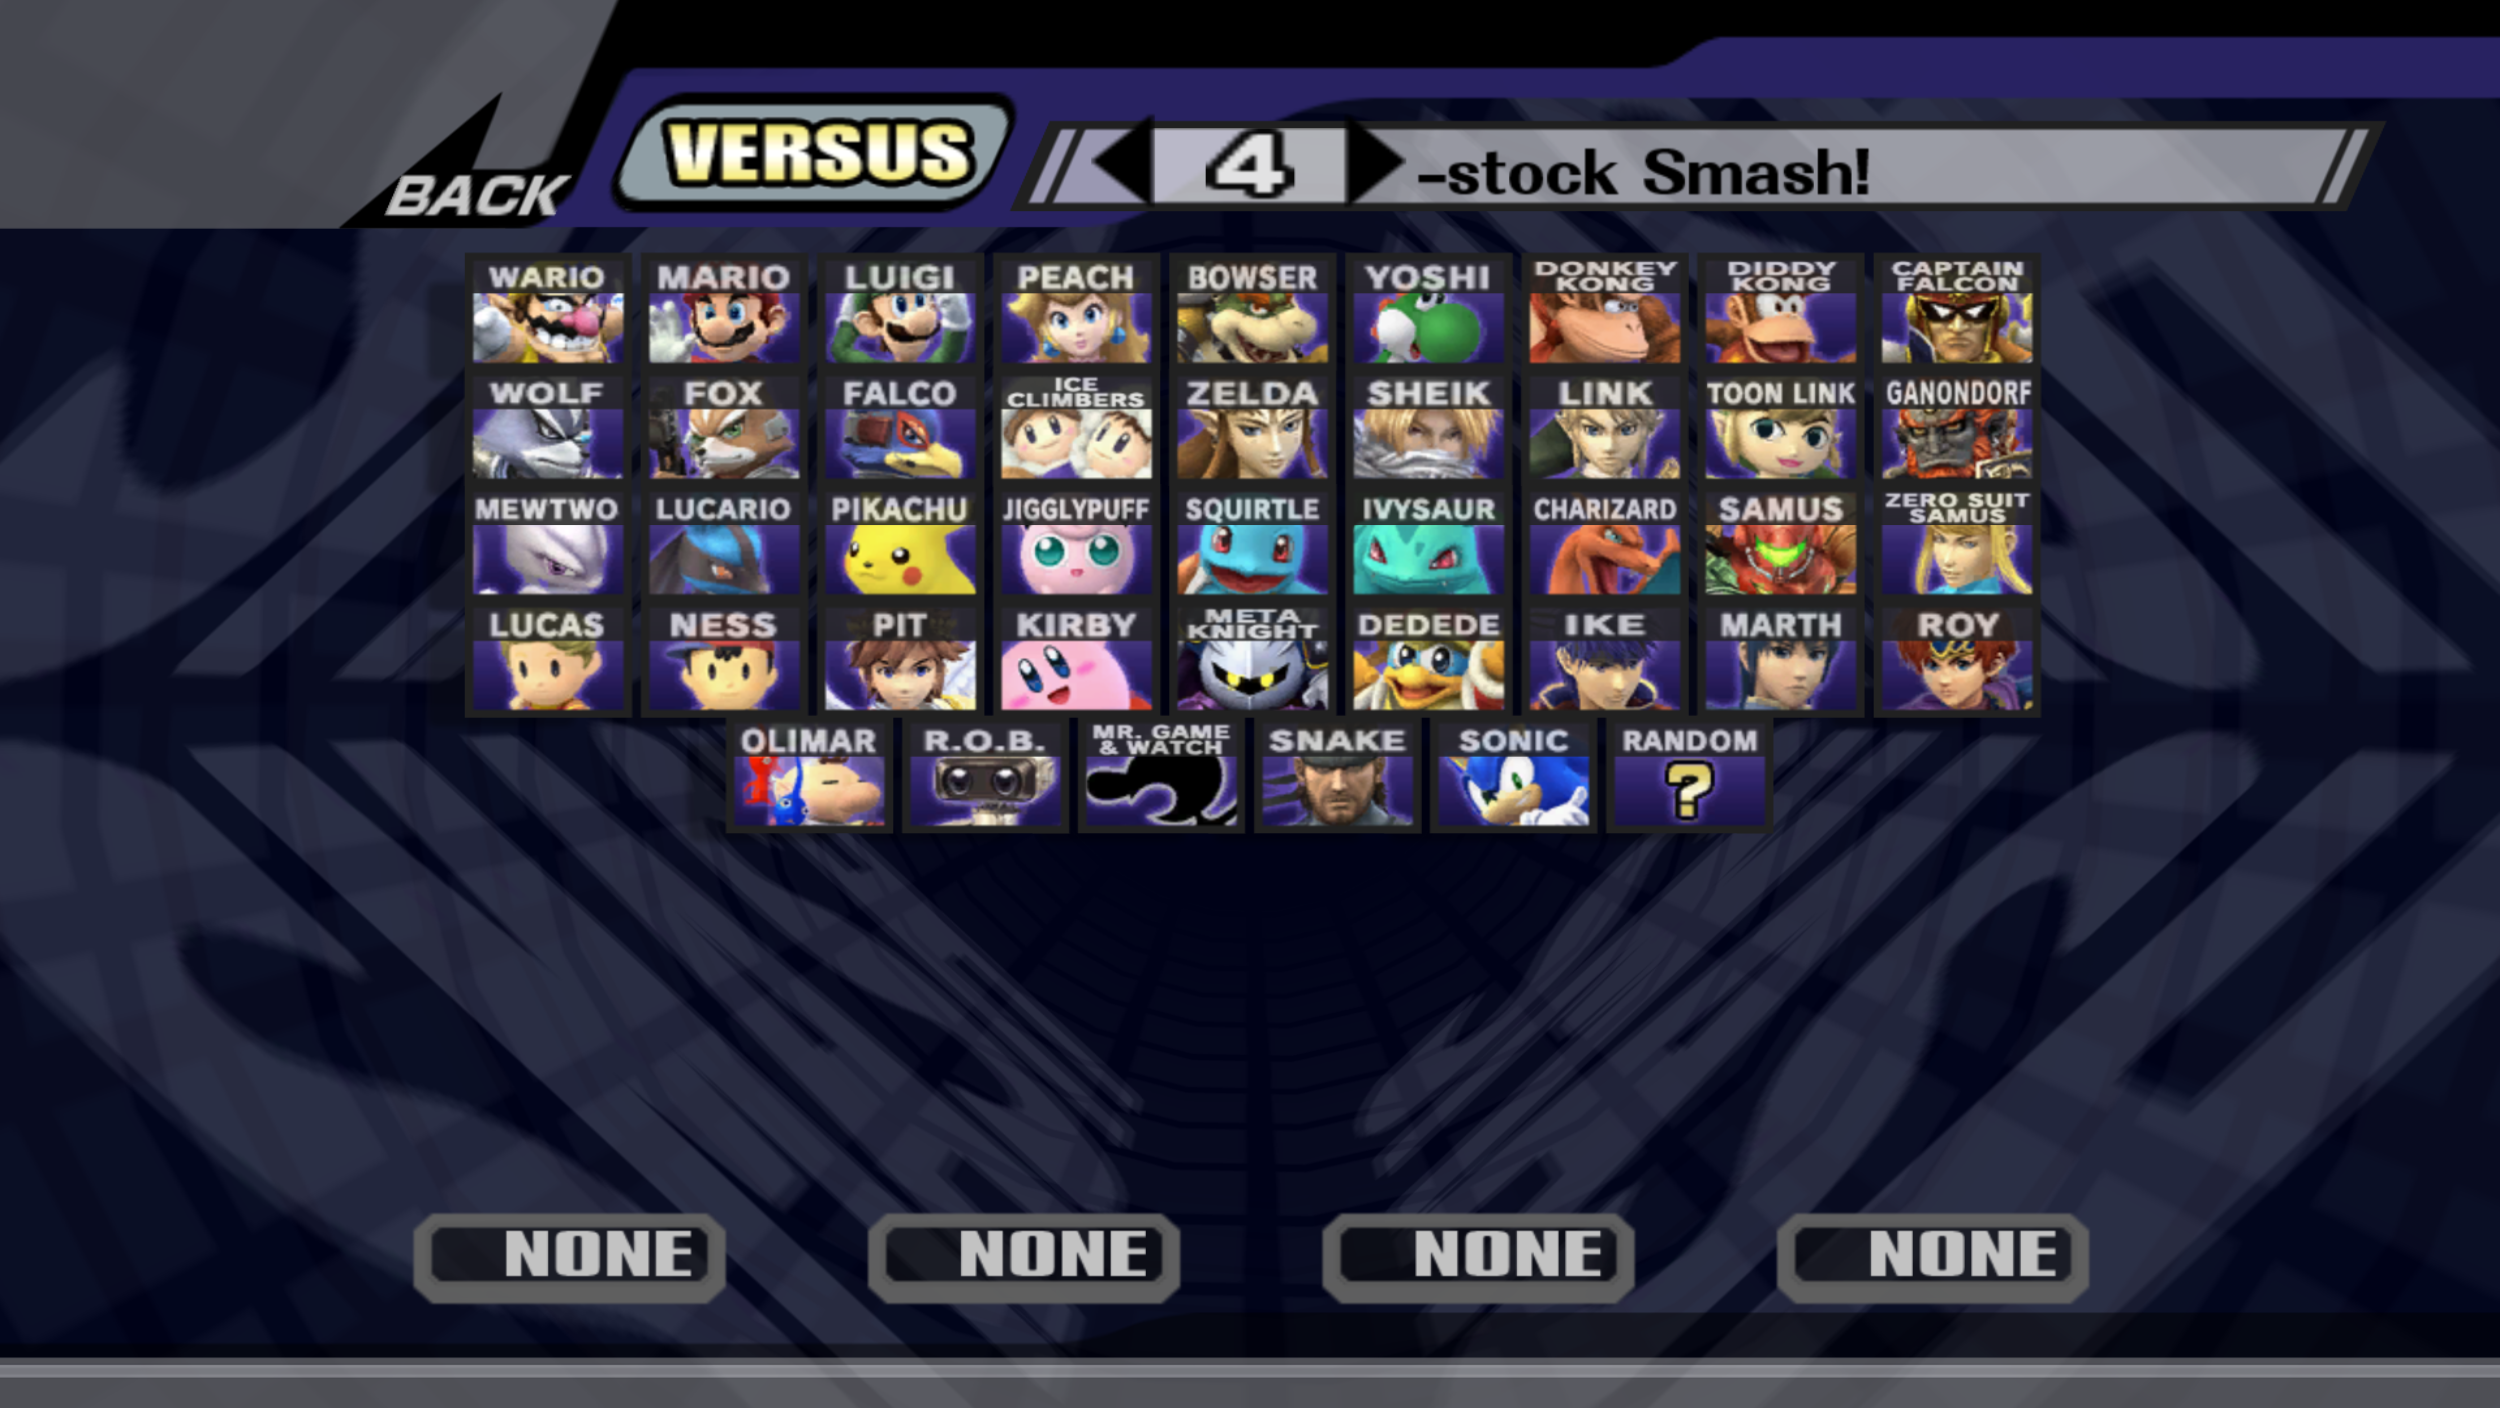 BACK
VERSUS
4 -stock Smash!
WARIO MARIO LUIGI PEACH BOWSER YOSHI DONKEY KONG DIDDY KONG CAPTAIN FALCON
WOLF FOX FALCO ICE CLIMBERS ZELDA SHEIK LINK TOON LINK GANONDORF
MEWTWO LUCARIO PIKACHU JIGGLYPUFF SQUIRTLE IVYSAUR CHARIZARD SAMUS ZERO SUIT SAMUS
LUCAS NESS PIT KIRBY META KNIGHT DEDEDE IKE MARTH ROY
OLIMAR R.O.B. MR. GAME & WATCH SNAKE SONIC RANDOM
?
NONE NONE NONE NONE